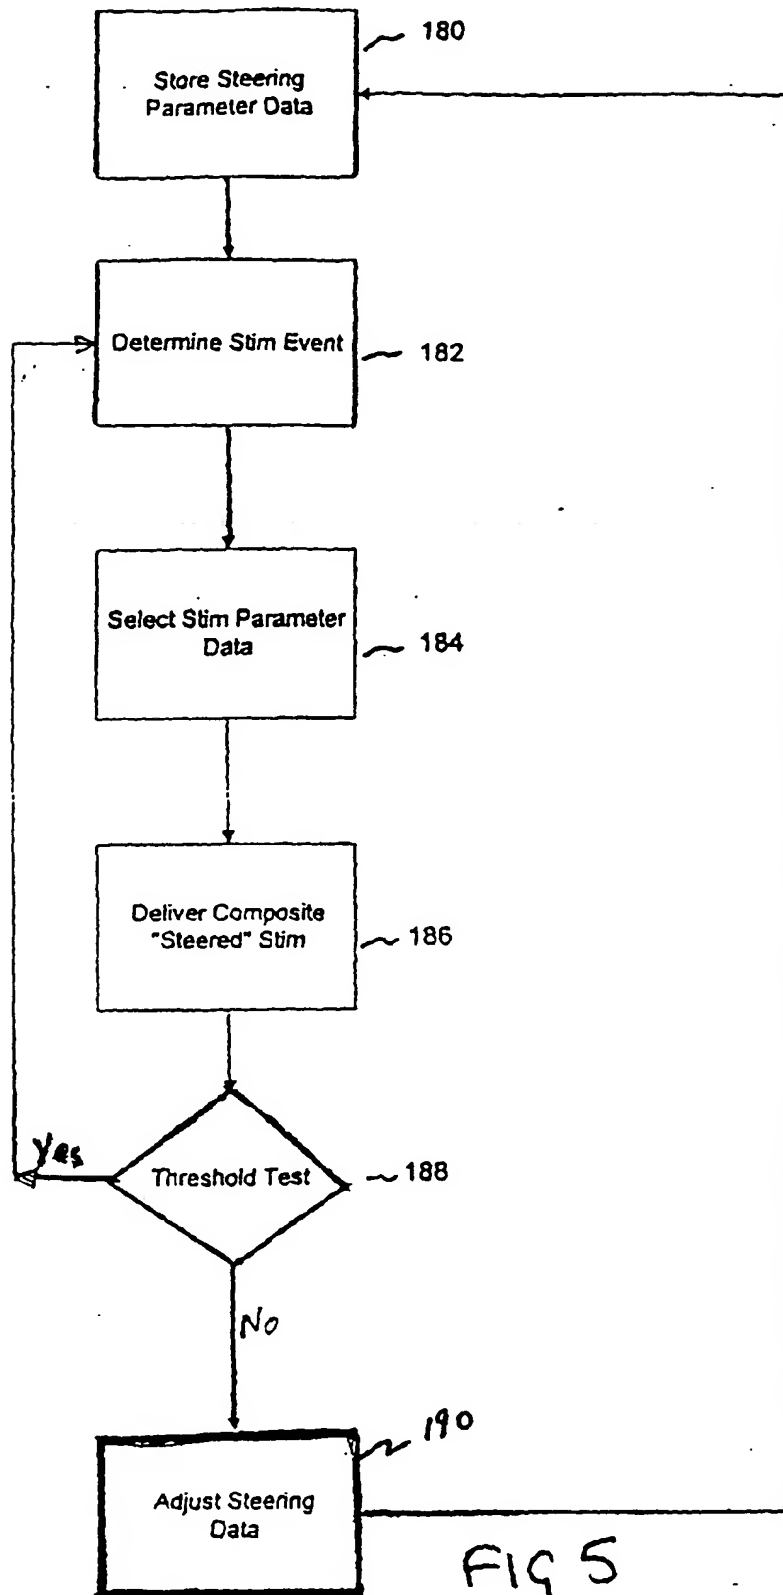 180
Store Steering
Parameter Data
Determine Stim Event
182
Select Stim Parameter
Data
184
Deliver Composite
"Steered" Stim
186
Yes
Threshold Test
188
No
190
Adjust Steering
Data
FIG 5